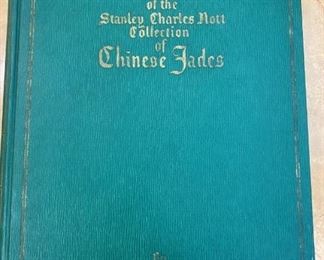 of the
Stanley Charles Nott
Collection
of
Chinese Jades